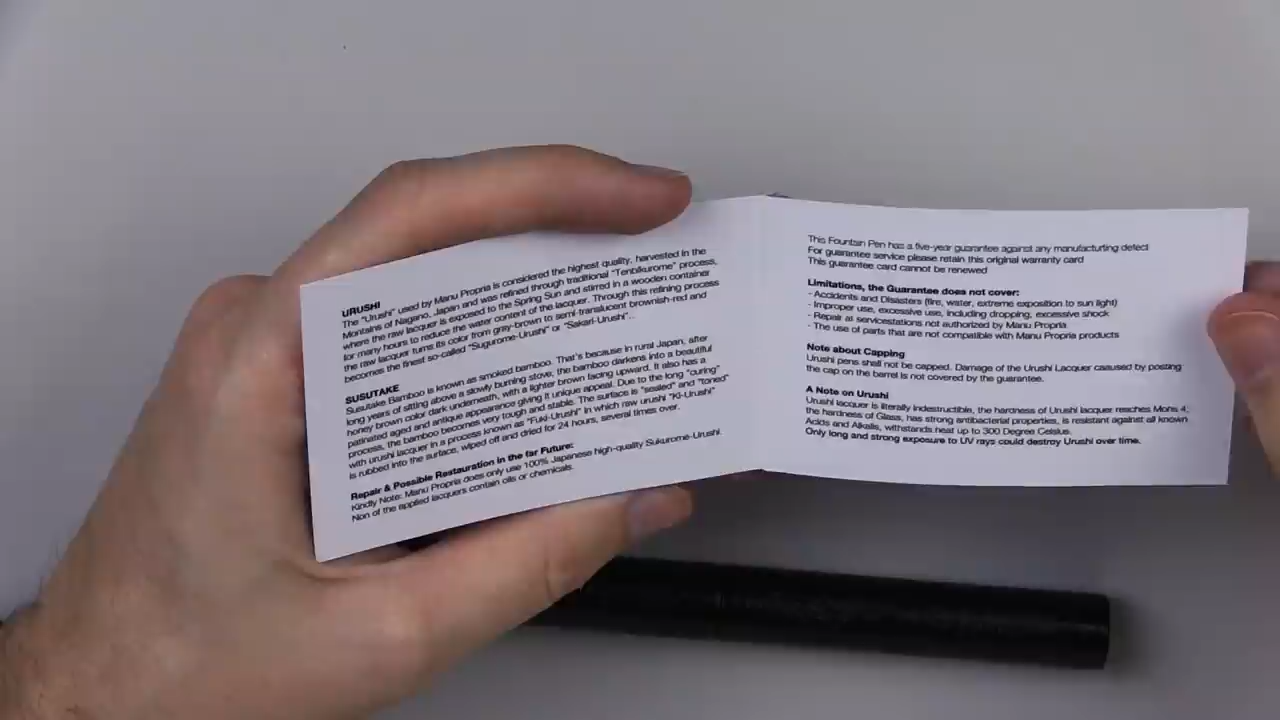 URUSHI
The "Urushi" used by Manu Propria is considered the highest quality, harvested in the
Montains of Nagano, Japan and was refined through traditional "Tenbikurome" process,
where the raw lacquer is exposed to the Spring Sun and stirred in a wooden container
for many hours to reduce the water content of the lacquer. Through this refining process
the raw lacquer turns its color from gray-brown to semi-translucent brownish-red and
becomes the finest so-called "Sugurome-Urushi" or "Sakari-Urushi"..
SUSUTAKE
Susutake Bamboo is known as smoked bamboo. That's because in rural Japan, after
long years of sitting above a slowly burning stove, the bamboo darkens into a beautiful
honey brown color dark underneath, with a lighter brown facing upward. It also has a
patinated aged and antique appearance giving it unique appeal. Due to the long "curing"
process, the bamboo becomes very tough and stable. The surface is "sealed" and "toned"
with urushi lacquer in a process known as "Fuki-Urushi" in which raw urushi "Ki-Urushi"
is rubbed into the surface, wiped off and dried for 24 hours, several times over.
Repair & Possible Restauration in the far Future:
Kindly Note: Manu Propria does only use 100% Japanese high-quality Sukuromé-Urushi.
Non of the applied lacquers contain oils or chemicals.
This Fountain Pen has a five-year guarantee against any manufacturing defect
For guarantee service please retain this original warranty card
This guarantee card cannot be renewed
Limitations, the Guarantee does not cover:
- Accidents and Disasters (fire, water, extreme exposition to sun light)
- Improper use, excessive use, including dropping, excessive shock
- Repair at servicestations not authorized by Manu Propria
- The use of parts that are not compatible with Manu Propria products
Note about Capping
Urushi pens shall not be capped. Damage of the Urushi Lacquer caused by posting
the cap on the barrel is not covered by the guarantee.
A Note on Urushi
Urushi lacquer is literally indestructible, the hardness of Urushi lacquer reaches Mohs 4,
the hardness of Glass, has strong antibacterial properties, is resistant against all known
Acids and Alkalis, withstands heat up to 300 Degree Celsius.
Only long and strong exposure to UV rays could destroy Urushi over time.